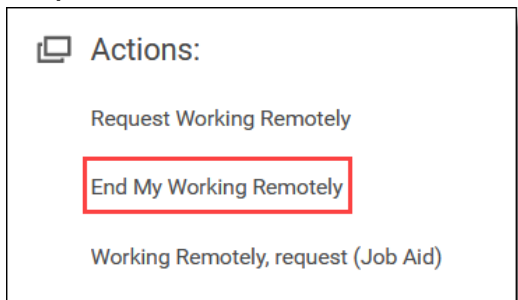 Actions:
Request Working Remotely
End My Working Remotely
Working Remotely, request (Job Aid)